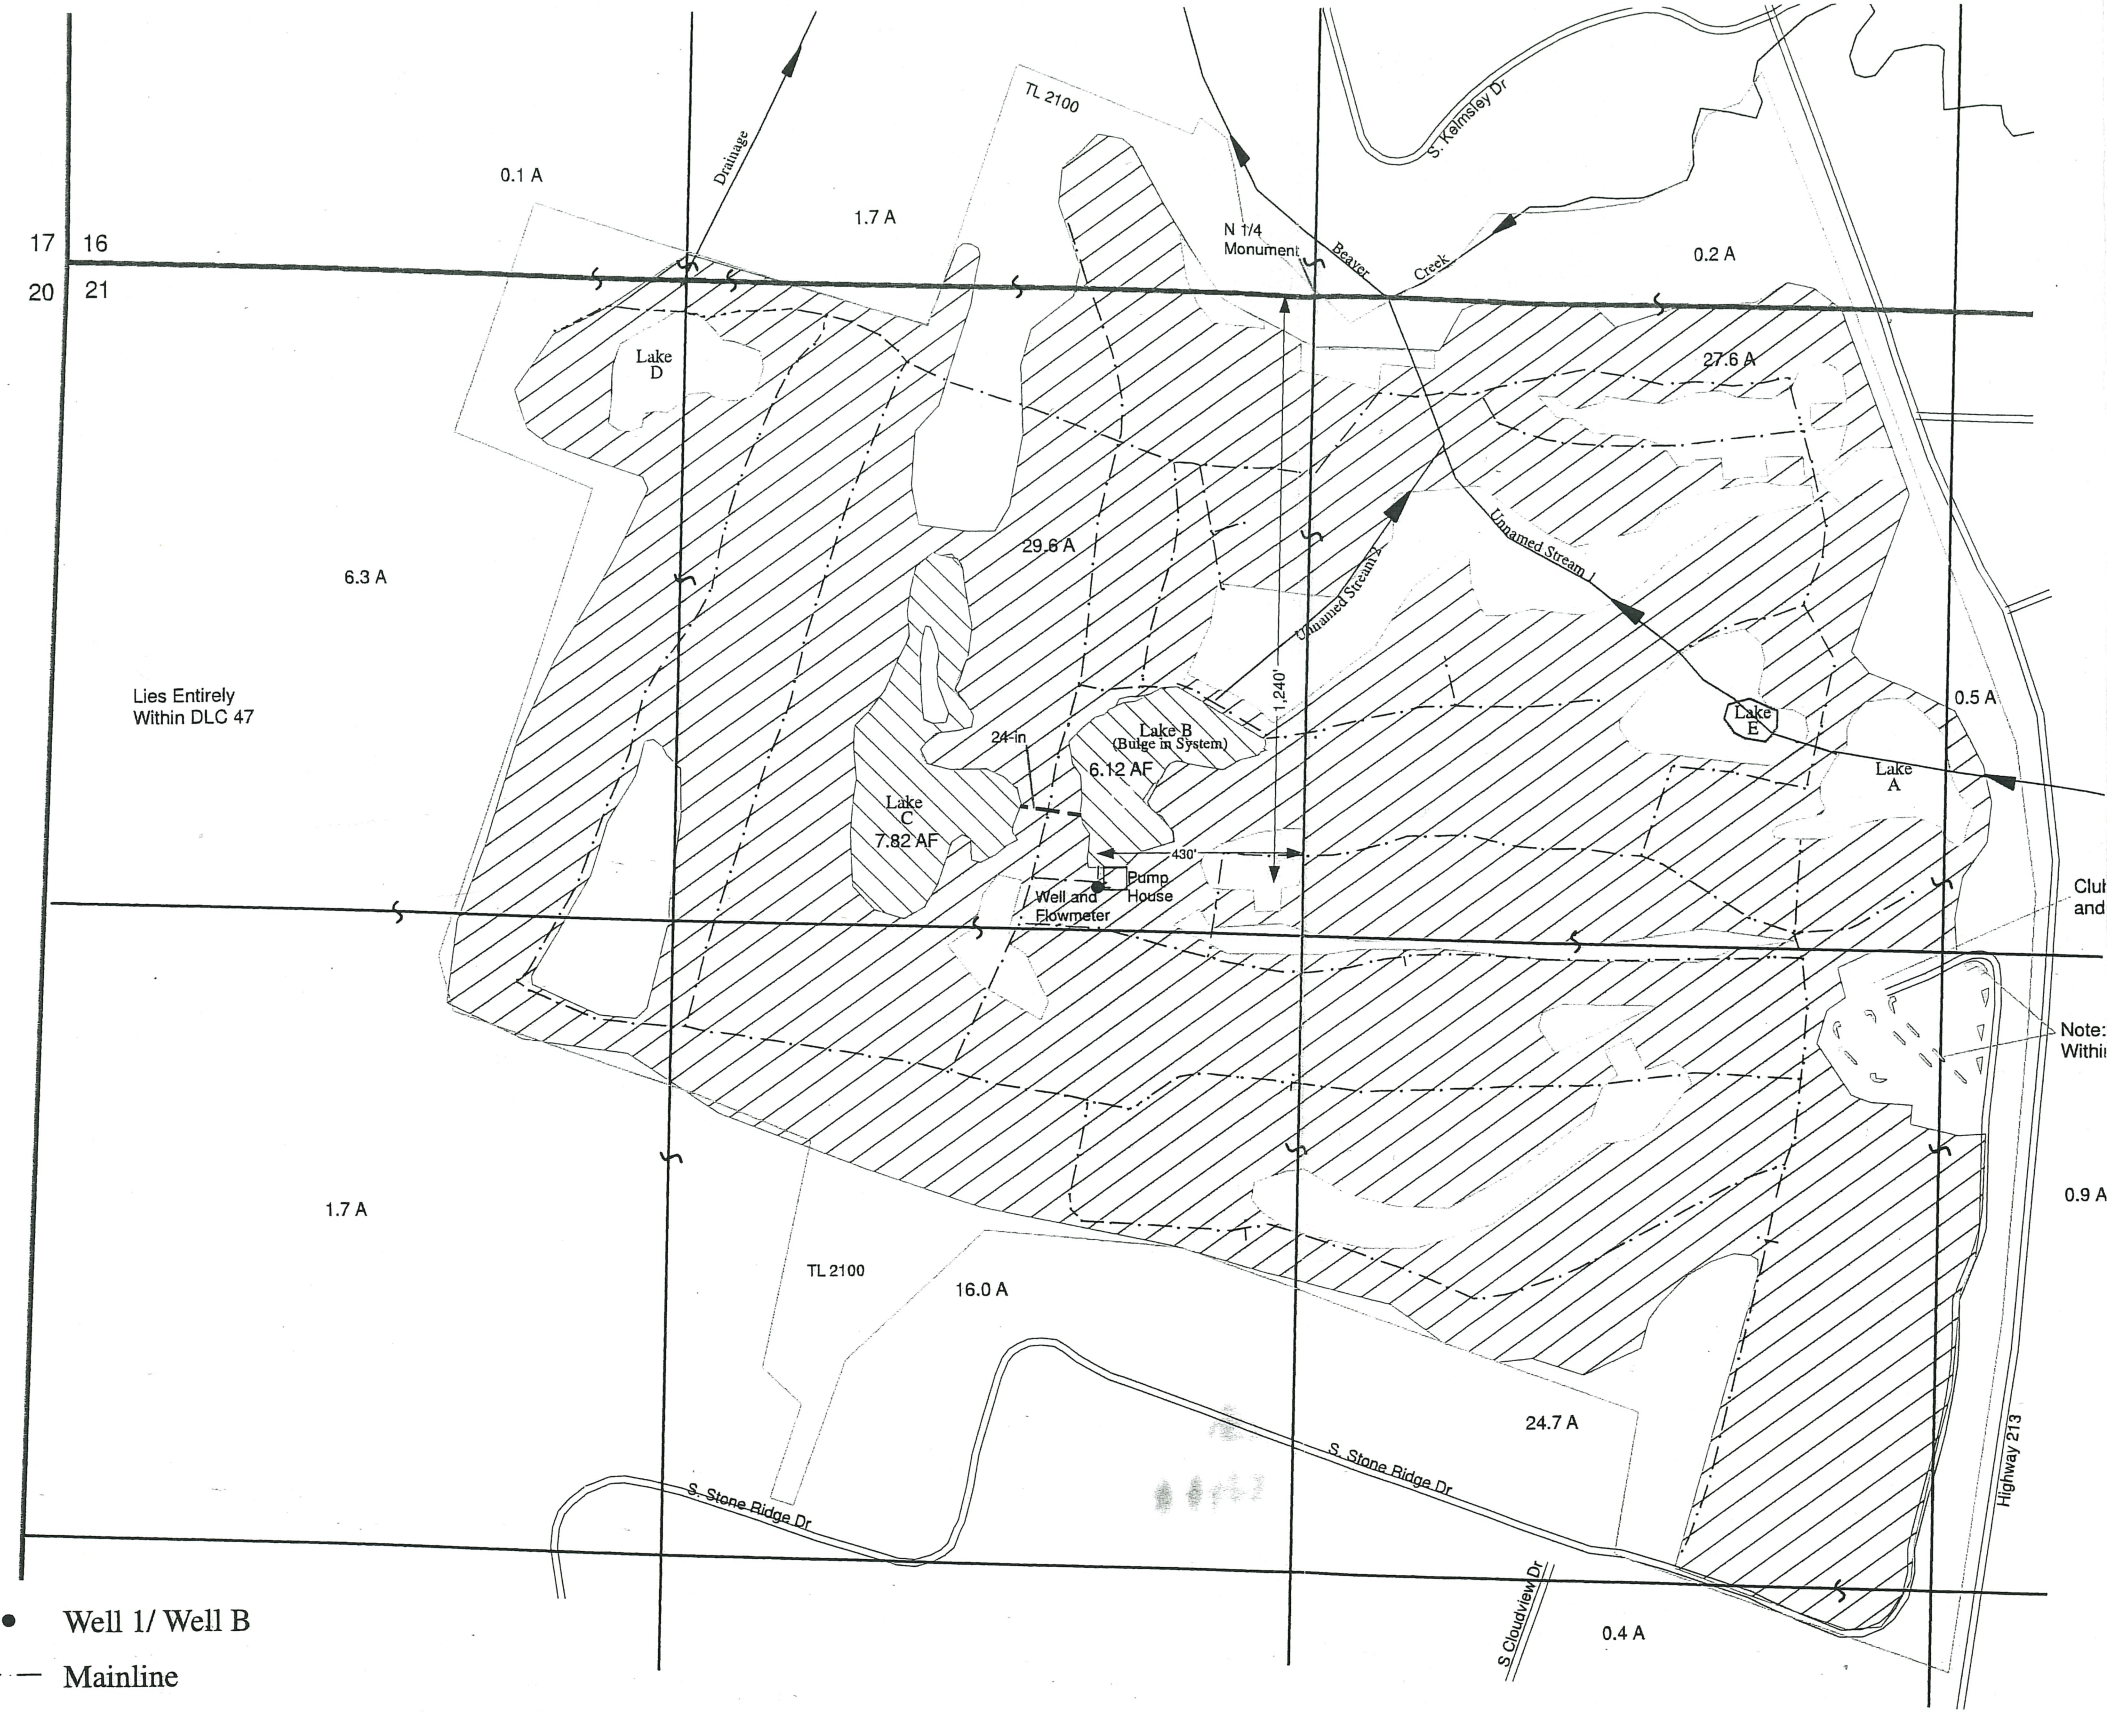 TL 2100
S. Kelmsley Dr
Drainage
0.1 A
1.7 A
N 1/4
Monument
Beaver
Creek
0.2 A
17 16
20 21
Lake
D
27.6 A
29.6 A
6.3 A
Unnamed Stream 1
Unnamed Stream 2
Lies Entirely
Within DLC 47
1,240'
0.5 A
Lake
E
24-in
Lake B
(Bulge in System)
6.12 AF
Lake
A
Lake
C
7.82 AF
430'
Pump
House
Well and
Flowmeter
Club
and
Note:
Withi
1.7 A
0.9 A
TL 2100
16.0 A
24.7 A
S. Stone Ridge Dr
S. Stone Ridge Dr
Highway 213
S Cloudview Dr
0.4 A
Well 1/ Well B
Mainline